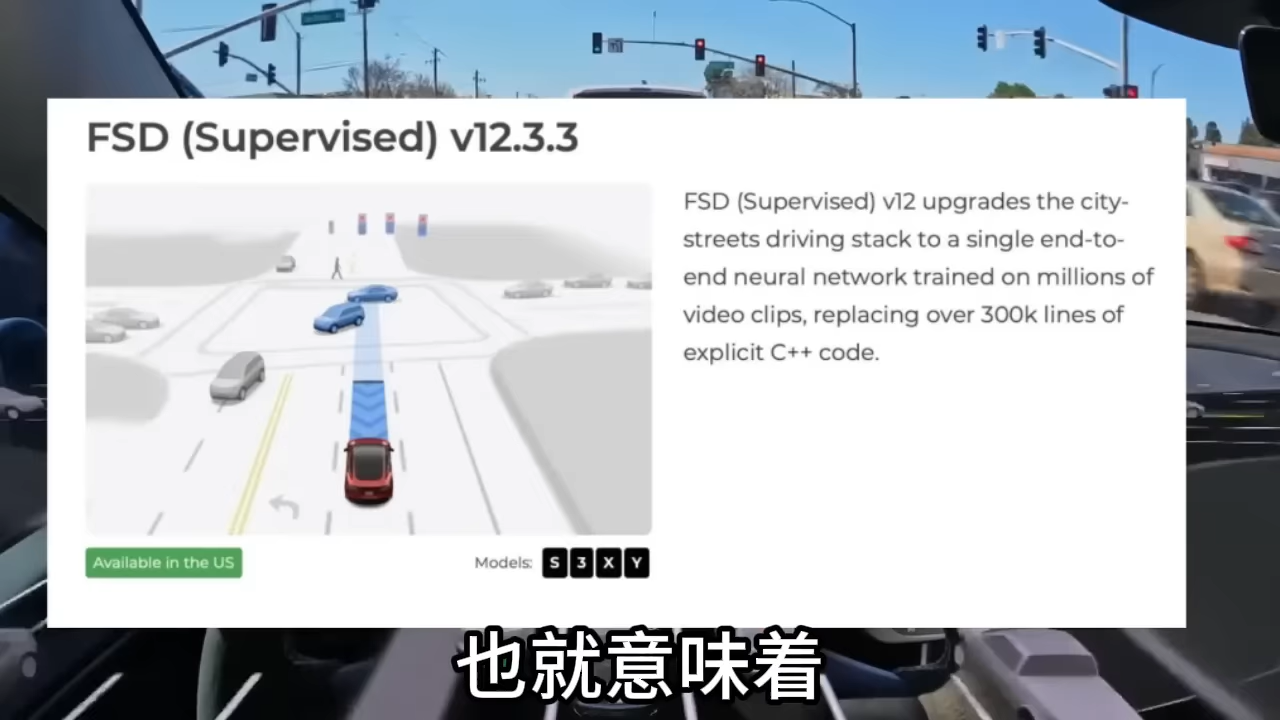 FSD (Supervised) v12.3.3
FSD (Supervised) v12 upgrades the city-
streets driving stack to a single end-to-
end neural network trained on millions of
video clips, replacing over 300k lines of
explicit C++ code.
Available in the US
Models: S 3 X Y
也就意味着